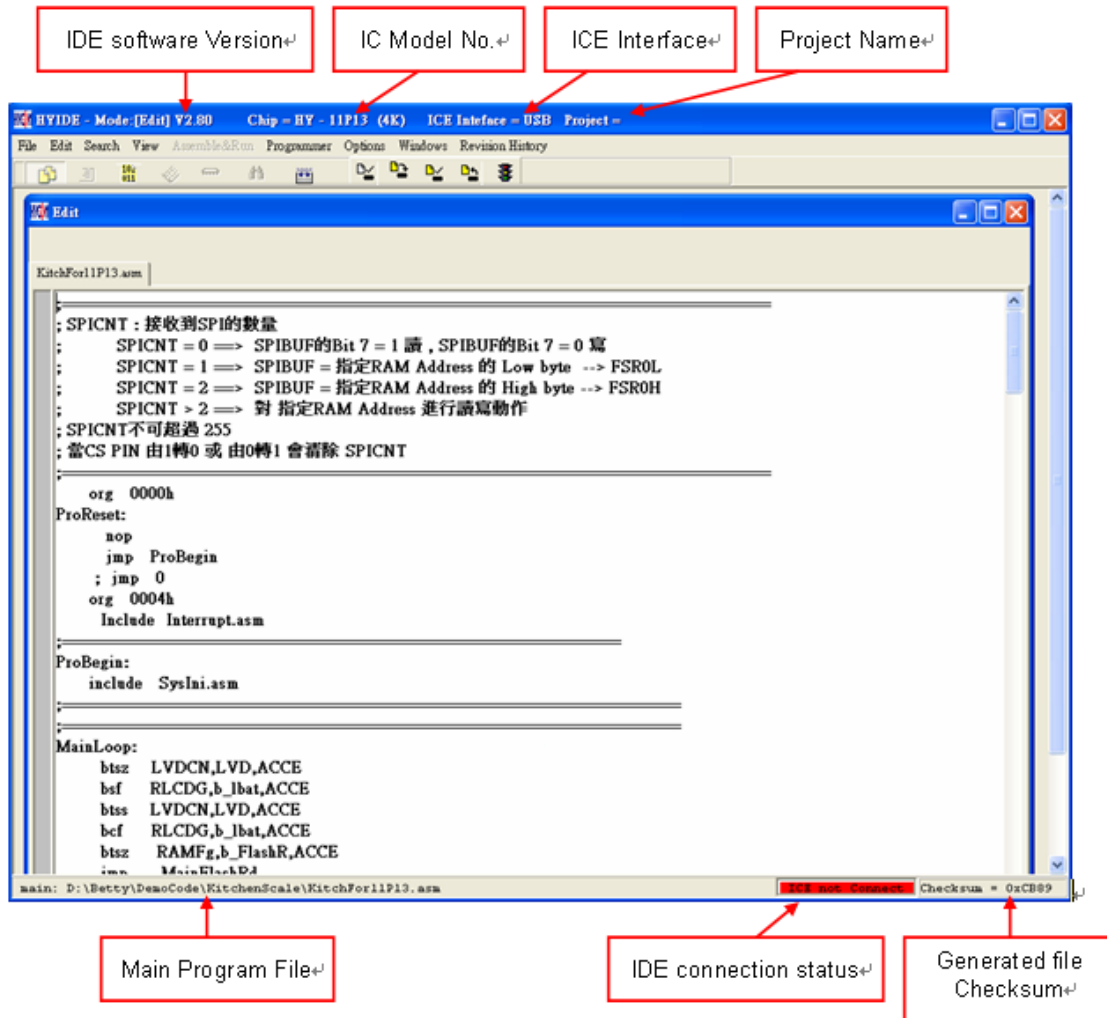 IDE software Version
IC Model No.
ICE Interface
Project Name
HYIDE - Mode:[Edit] V2.80 Chip = HY - 11P13 (4K) ICE Inteface = USB Project =
File Edit Search View Assemble&Run Programmer Options Windows Revision History
Edit
KitchFor11P13.asm
; SPICNT : 接收到SPI的數量
; SPICNT = 0 ==> SPIBUF的Bit 7 = 1 讀 , SPIBUF的Bit 7 = 0 寫
; SPICNT = 1 ==> SPIBUF = 指定RAM Address 的 Low byte --> FSR0L
; SPICNT = 2 ==> SPIBUF = 指定RAM Address 的 High byte --> FSR0H
; SPICNT > 2 ==> 對 指定RAM Address 進行讀寫動作
; SPICNT不可超過 255
; 當CS PIN 由1轉0 或 由0轉1 會清除 SPICNT
org 0000h
ProReset:
nop
jmp ProBegin
; jmp 0
org 0004h
Include Interrupt.asm
ProBegin:
include SysIni.asm
MainLoop:
btsz LVDCN,LVD,ACCE
bsf RLCDG,b_lbat,ACCE
btss LVDCN,LVD,ACCE
bcf RLCDG,b_lbat,ACCE
btsz RAMFg,b_FlashR,ACCE
jmp MainFlashRd
main: D:\Betty\DemoCode\KitchenScale\KitchFor11P13.asm ICE not Connect Checksum = 0xCB89
Main Program File
IDE connection status
Generated file
Checksum